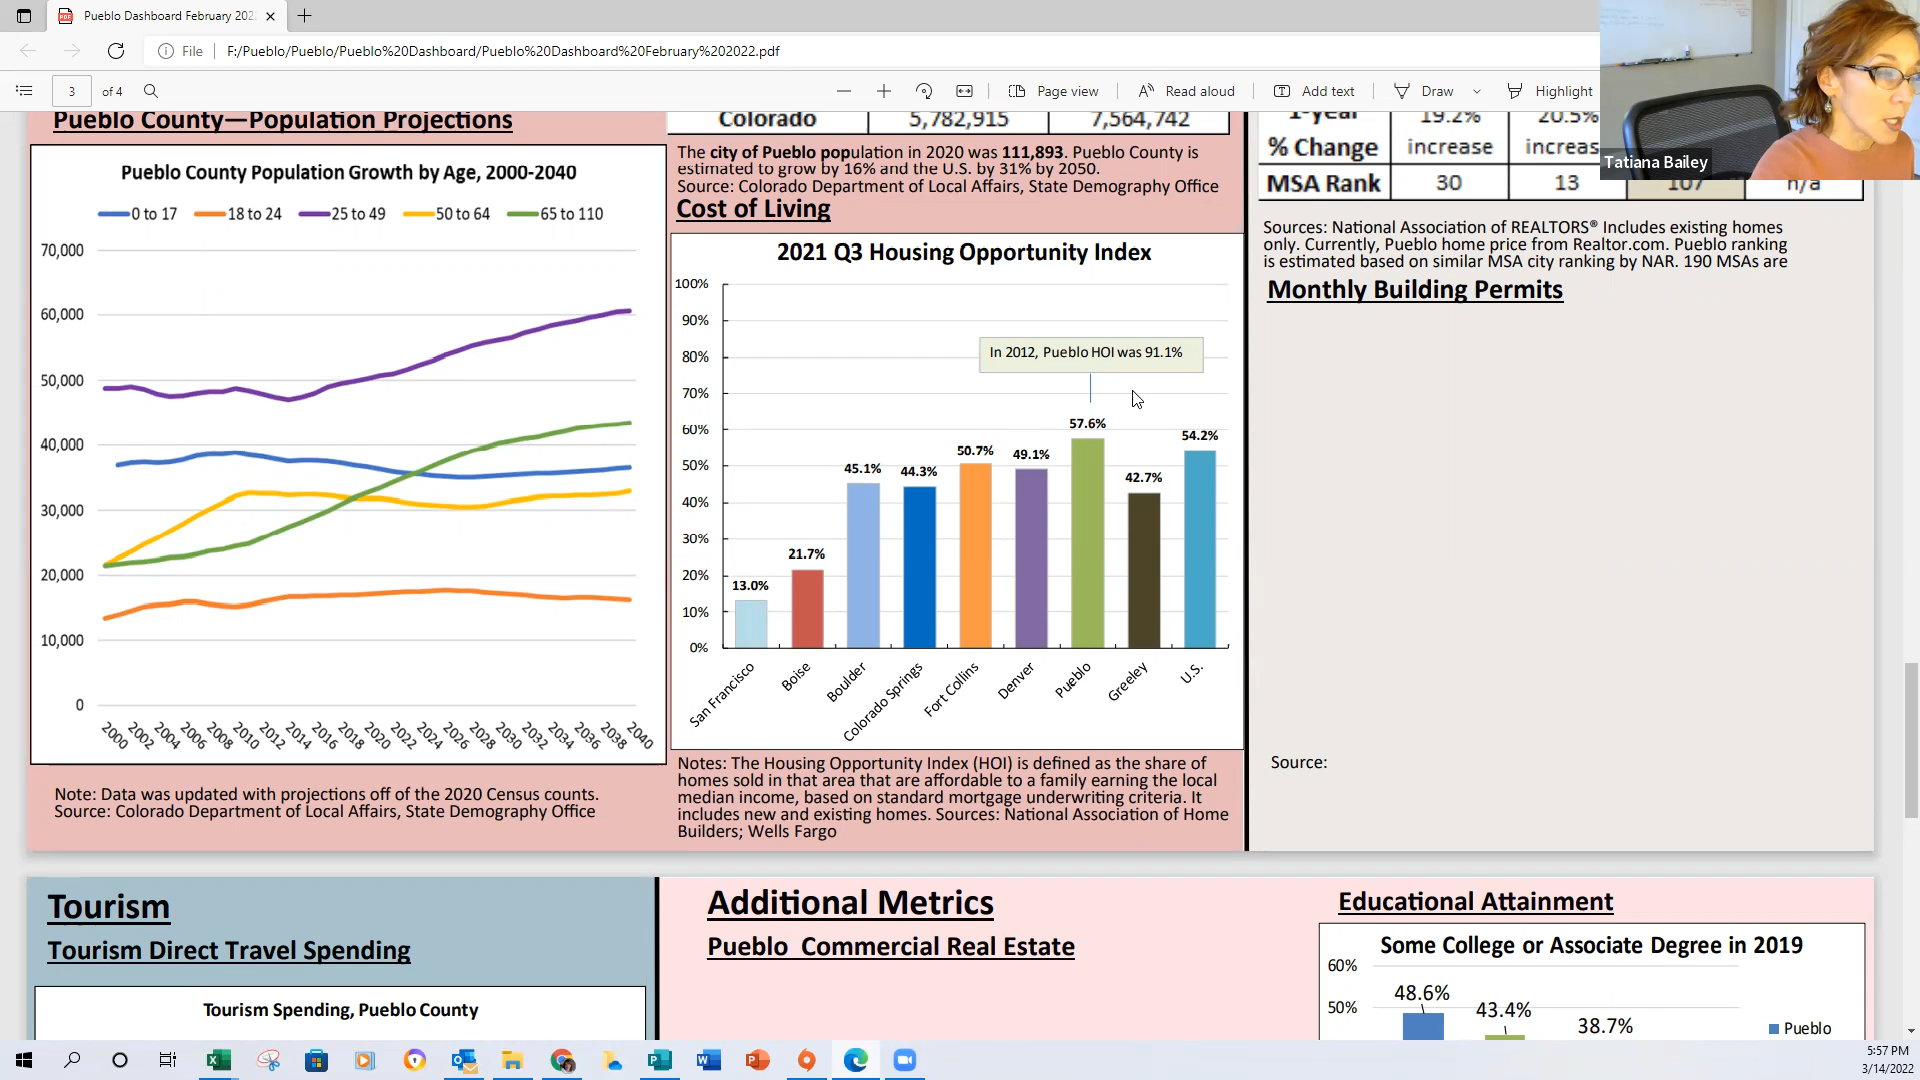 Pueblo Dashboard February 202
File
F:/Pueblo/Pueblo/Pueblo%20Dashboard/Pueblo%20Dashboard%20February%202022.pdf
3
of 4
Page view
Read aloud
Add text
Draw
Highlight
Tatiana Bailey
Pueblo County—Population Projections
Pueblo County Population Growth by Age, 2000-2040
0 to 17
18 to 24
25 to 49
50 to 64
65 to 110
70,000
60,000
50,000
40,000
30,000
20,000
10,000
0
2000
2002
2004
2006
2008
2010
2012
2014
2016
2018
2020
2022
2024
2026
2028
2030
2032
2034
2036
2038
2040
Note: Data was updated with projections off of the 2020 Census counts.
Source: Colorado Department of Local Affairs, State Demography Office
Colorado 5,782,915 7,564,742
The city of Pueblo population in 2020 was 111,893. Pueblo County is
estimated to grow by 16% and the U.S. by 31% by 2050.
Source: Colorado Department of Local Affairs, State Demography Office
Cost of Living
2021 Q3 Housing Opportunity Index
100%
90%
80%
70%
60%
50%
40%
30%
20%
10%
0%
In 2012, Pueblo HOI was 91.1%
13.0%
21.7%
45.1%
44.3%
50.7%
49.1%
57.6%
42.7%
54.2%
San Francisco
Boise
Boulder
Colorado Springs
Fort Collins
Denver
Pueblo
Greeley
U.S.
Notes: The Housing Opportunity Index (HOI) is defined as the share of
homes sold in that area that are affordable to a family earning the local
median income, based on standard mortgage underwriting criteria. It
includes new and existing homes. Sources: National Association of Home
Builders; Wells Fargo
1-year 19.2% 20.5%
% Change increase increas
MSA Rank 30 13 107 n/a
Sources: National Association of REALTORS® Includes existing homes
only. Currently, Pueblo home price from Realtor.com. Pueblo ranking
is estimated based on similar MSA city ranking by NAR. 190 MSAs are
Monthly Building Permits
Source:
Tourism
Tourism Direct Travel Spending
Tourism Spending, Pueblo County
Additional Metrics
Pueblo Commercial Real Estate
Educational Attainment
Some College or Associate Degree in 2019
60%
50%
48.6%
43.4%
38.7%
Pueblo
5:57 PM
3/14/2022